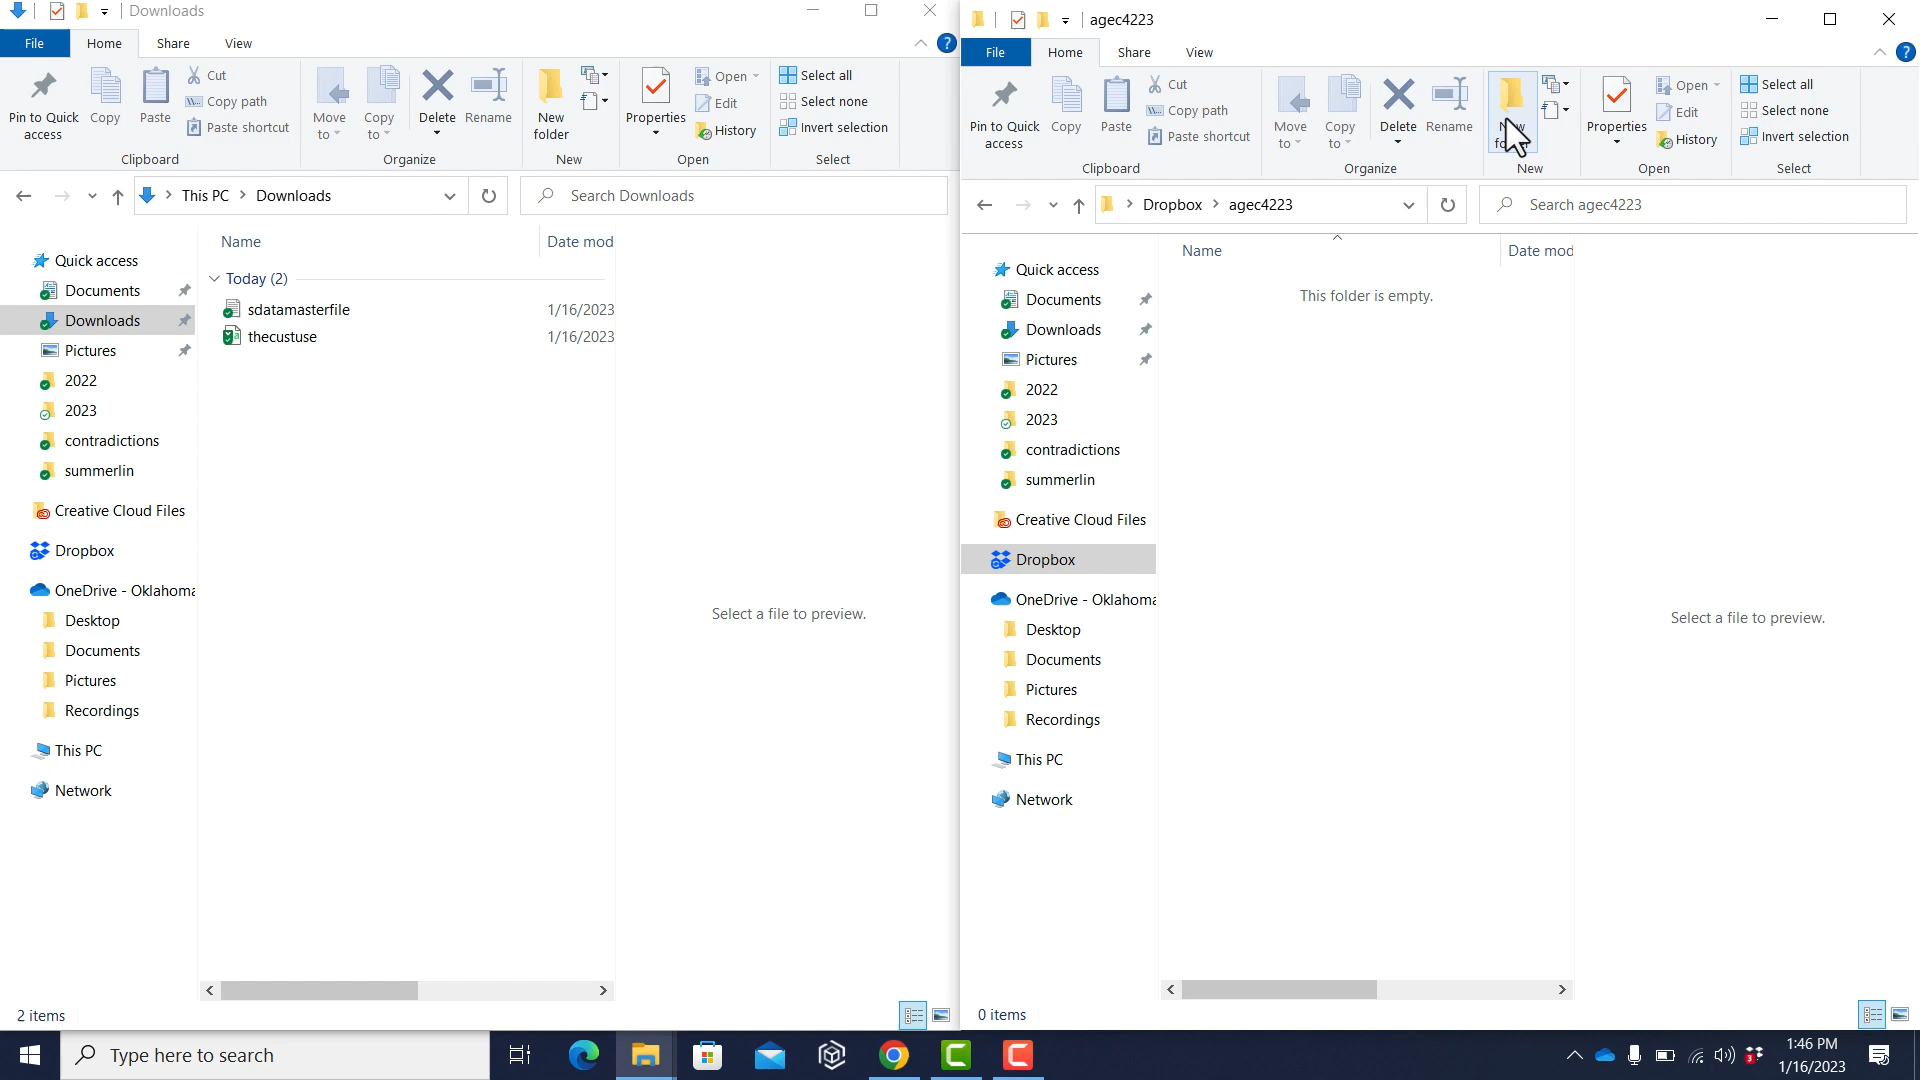 Downloads
File Home Share View
Pin to Quick access
Copy
Paste
Cut
Copy path
Paste shortcut
Clipboard
Move to
Copy to
Delete
Rename
Organize
New folder
New
Properties
Open
Edit
History
Open
Select all
Select none
Invert selection
Select
This PC Downloads
Search Downloads
Name Date mod
Today (2)
sdatamasterfile 1/16/2023
thecustuse 1/16/2023
Quick access
Documents
Downloads
Pictures
2022
2023
contradictions
summerlin
Creative Cloud Files
Dropbox
OneDrive - Oklahoma
Desktop
Documents
Pictures
Recordings
This PC
Network
Select a file to preview.
2 items
agec4223
File Home Share View
Pin to Quick access
Copy
Paste
Cut
Copy path
Paste shortcut
Clipboard
Move to
Copy to
Delete
Rename
Organize
New
Properties
Open
Edit
History
Open
Select all
Select none
Invert selection
Select
Dropbox agec4223
Search agec4223
Name Date mod
This folder is empty.
Quick access
Documents
Downloads
Pictures
2022
2023
contradictions
summerlin
Creative Cloud Files
Dropbox
OneDrive - Oklahoma
Desktop
Documents
Pictures
Recordings
This PC
Network
Select a file to preview.
0 items
Type here to search
1:46 PM
1/16/2023